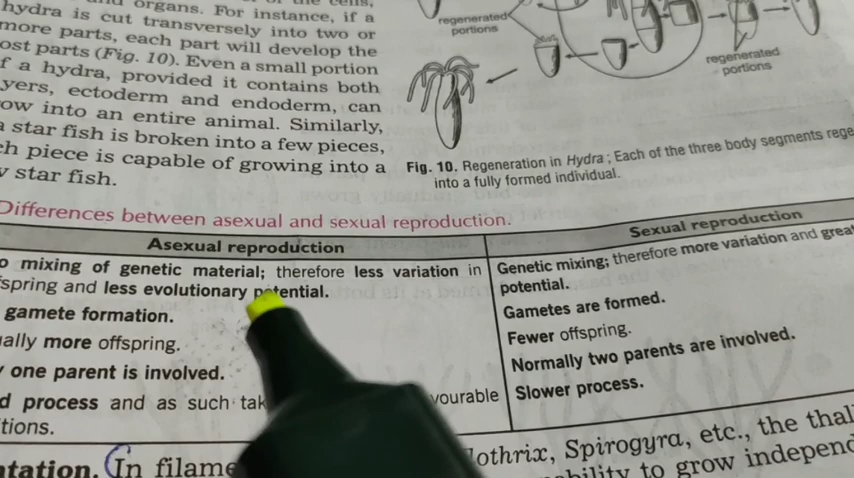 organs. For instance, if a
hydra is cut transversely into two or
more parts, each part will develop the
ost parts (Fig. 10). Even a small portion
f a hydra, provided it contains both
yers, ectoderm and endoderm, can
ow into an entire animal. Similarly,
a star fish is broken into a few pieces,
ch piece is capable of growing into a
star fish.
regenerated
portions
regenerated
portions
Fig. 10. Regeneration in Hydra ; Each of the three body segments rege
into a fully formed individual.
Differences between asexual and sexual reproduction.
Asexual reproduction
o mixing of genetic material; therefore less variation in
fspring and less evolutionary potential.
gamete formation.
ally more offspring.
one parent is involved.
d process and as such tak vourable
tions.
Sexual reproduction
Genetic mixing; therefore more variation and great
potential.
Gametes are formed.
Fewer offspring.
Normally two parents are involved.
Slower process.
ntation. In filame lothrix, Spirogyra, etc., the thal
bility to grow independ